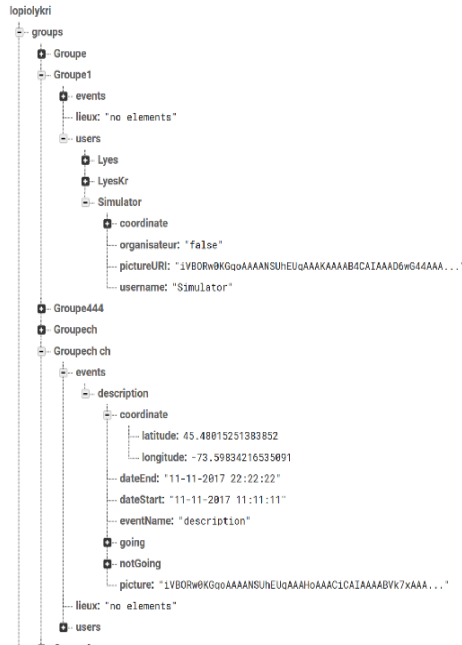 lopiolykri
groups
Groupe
Groupe1
events
lieux: "no elements"
users
Lyes
LyesKr
Simulator
coordinate
organisateur: "false"
pictureURI: "iVBORw0KGgoAAAANSUhEUgAAAKAAAAB4CAIAAAD6wG44AAA..."
username: "Simulator"
Groupe444
Groupech
Groupech ch
events
description
coordinate
latitude: 45.48015251383852
longitude: -73.59834216535091
dateEnd: "11-11-2017 22:22:22"
dateStart: "11-11-2017 11:11:11"
eventName: "description"
going
notGoing
picture: "iVBORw0KGgoAAAANSUhEUgAAAHoAAACiCAIAAAABVk7xAAA..."
lieux: "no elements"
users